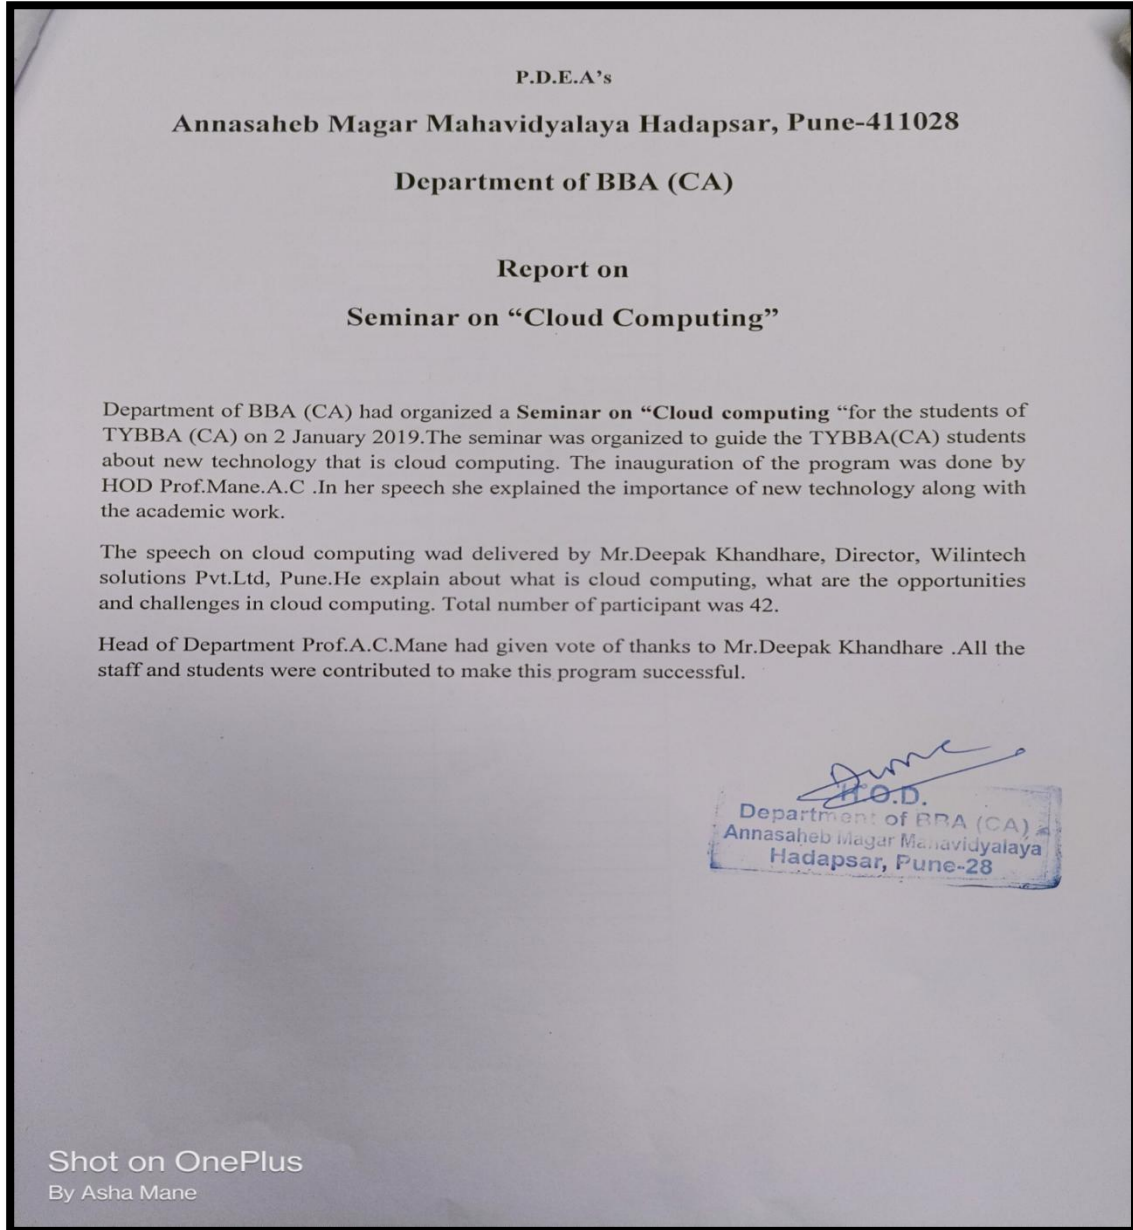 P.D.E.A's
Annasaheb Magar Mahavidyalaya Hadapsar, Pune-411028
Department of BBA (CA)
Report on
Seminar on “Cloud Computing”
Department of BBA (CA) had organized a Seminar on “Cloud computing “for the students of
TYBBA (CA) on 2 January 2019.The seminar was organized to guide the TYBBA(CA) students
about new technology that is cloud computing. The inauguration of the program was done by
HOD Prof.Mane.A.C .In her speech she explained the importance of new technology along with
the academic work.
The speech on cloud computing wad delivered by Mr.Deepak Khandhare, Director, Wilintech
solutions Pvt.Ltd, Pune.He explain about what is cloud computing, what are the opportunities
and challenges in cloud computing. Total number of participant was 42.
Head of Department Prof.A.C.Mane had given vote of thanks to Mr.Deepak Khandhare .All the
staff and students were contributed to make this program successful.
H.O.D.
Department of BBA (CA)
Annasaheb Magar Mahavidyalaya
Hadapsar, Pune-28
Shot on OnePlus
By Asha Mane